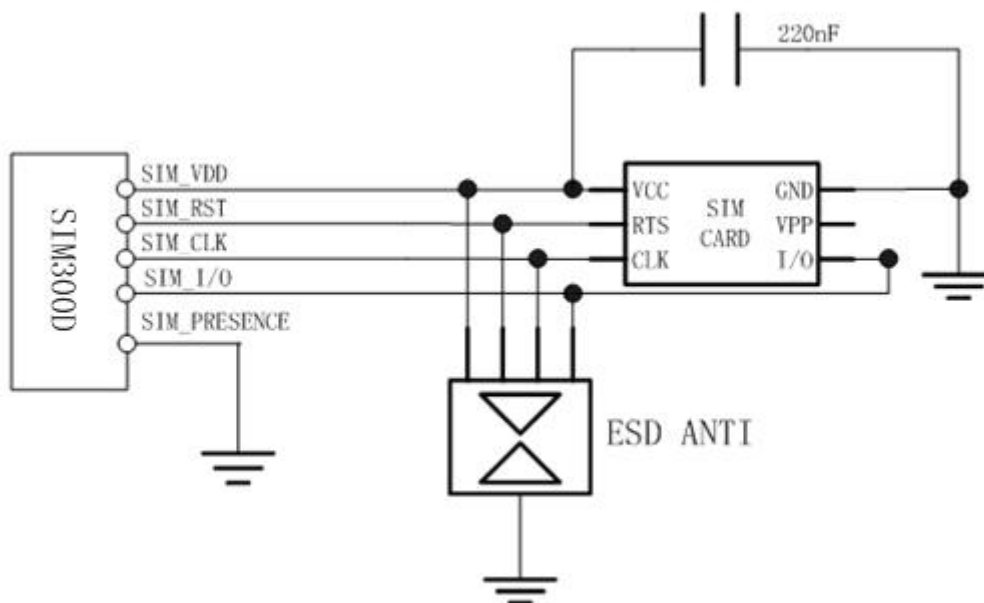 220nF
SIM300D
SIM_VDD
SIM_RST
SIM_CLK
SIM_I/O
SIM_PRESENCE
VCC
RTS
CLK
SIM
CARD
GND
VPP
I/O
ESD ANTI